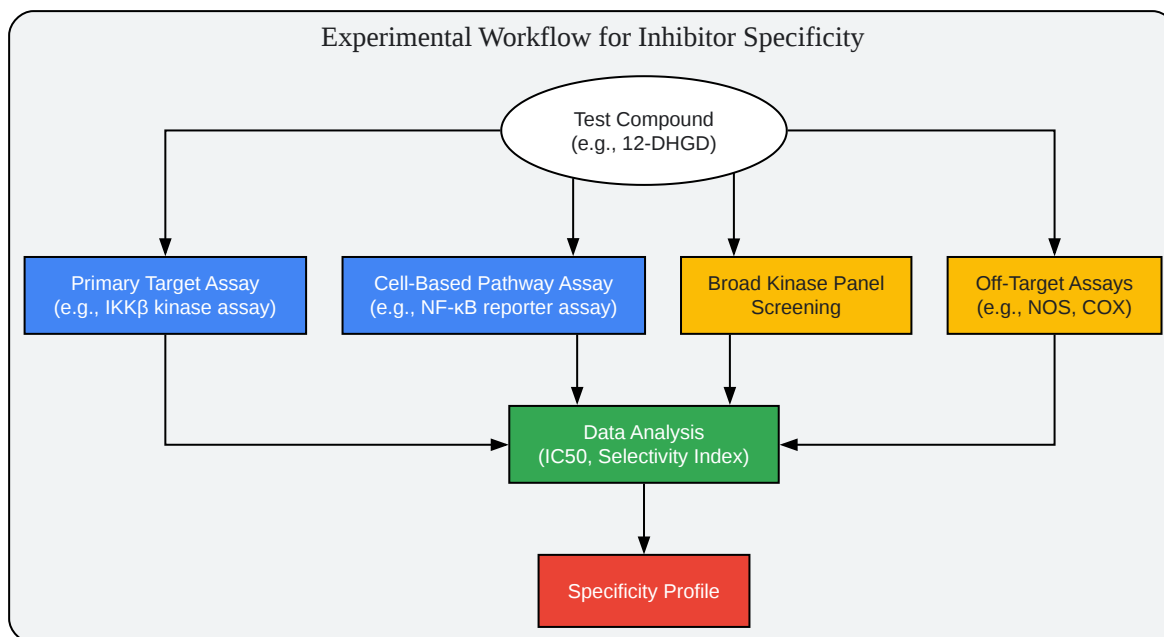 Experimental Workflow for Inhibitor Specificity
Test Compound
(e.g., 12-DHGD)
Primary Target Assay
(e.g., IKKβ kinase assay)
Cell-Based Pathway Assay
(e.g., NF-κB reporter assay)
Broad Kinase Panel
Screening
Off-Target Assays
(e.g., NOS, COX)
Data Analysis
(IC50, Selectivity Index)
Specificity Profile